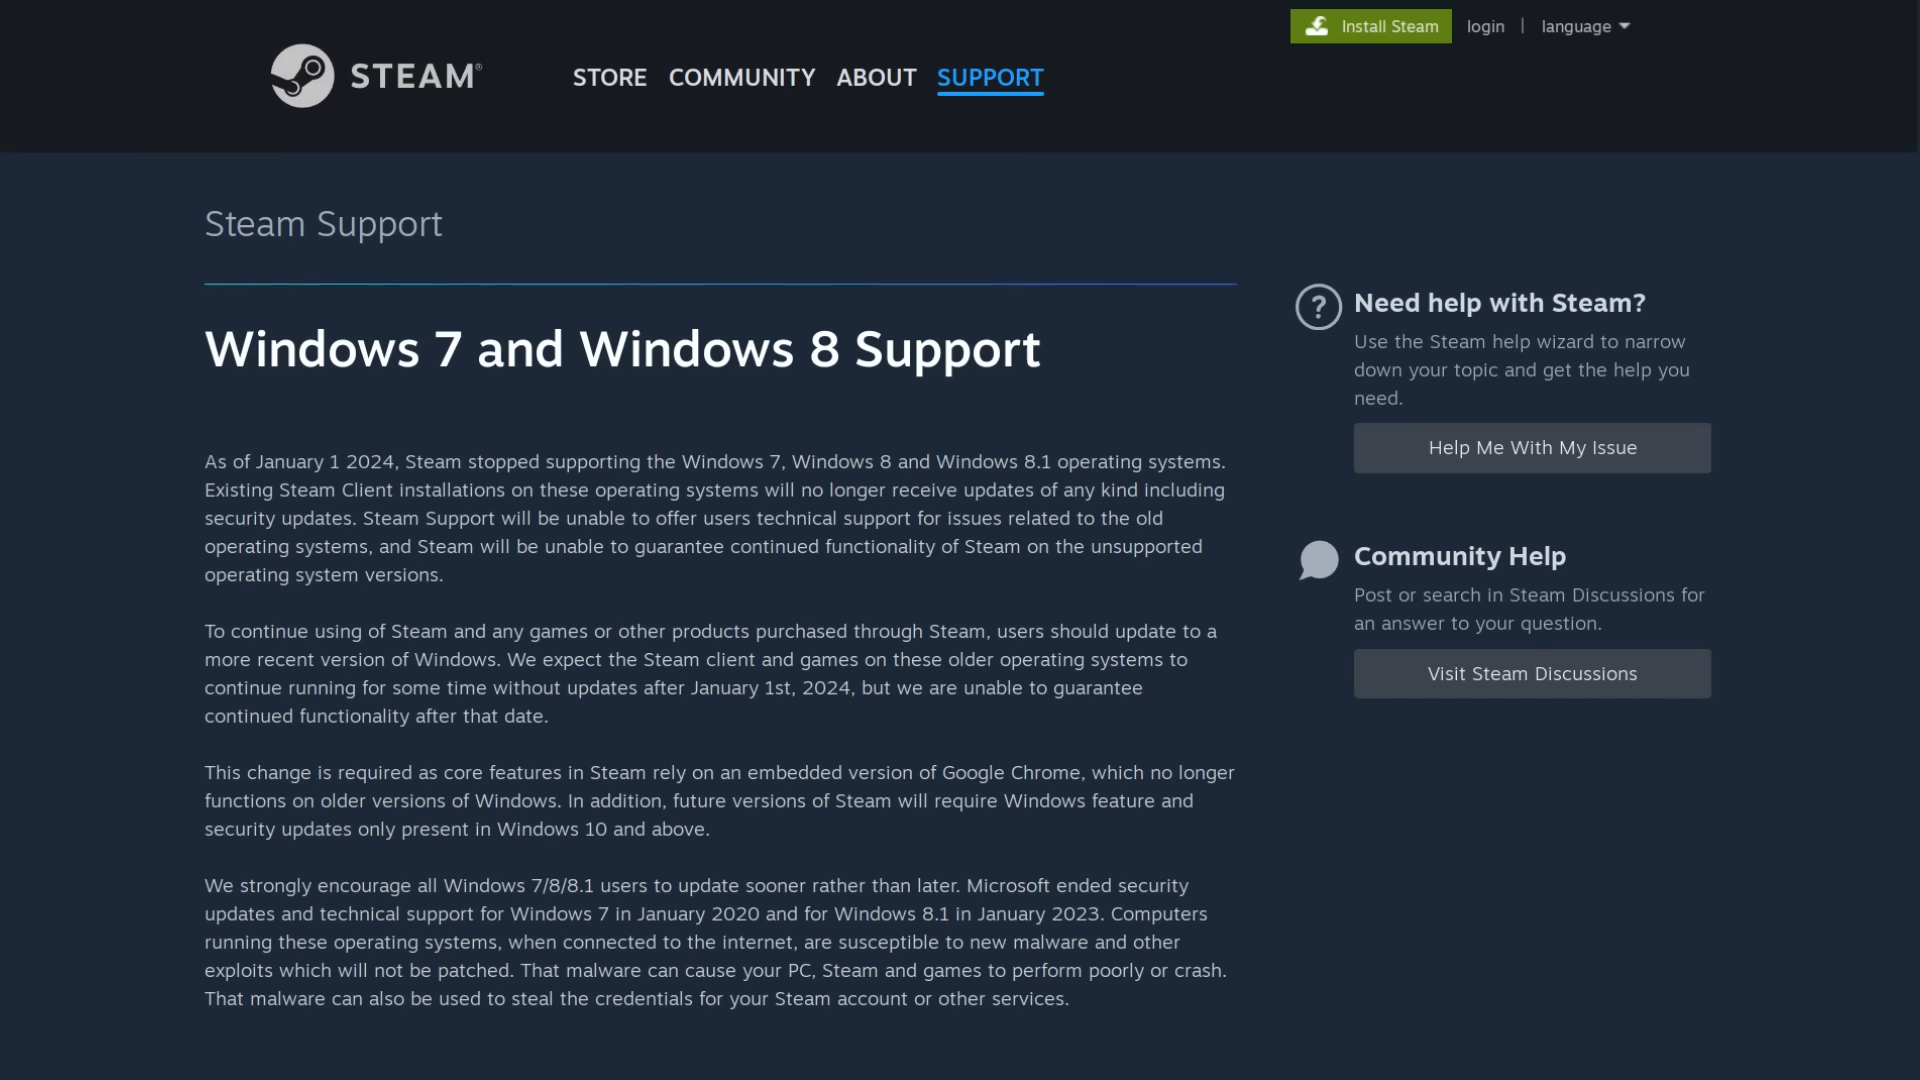 Install Steam login | language
STEAM®
STORE COMMUNITY ABOUT SUPPORT
Steam Support
Windows 7 and Windows 8 Support
As of January 1 2024, Steam stopped supporting the Windows 7, Windows 8 and Windows 8.1 operating systems.
Existing Steam Client installations on these operating systems will no longer receive updates of any kind including
security updates. Steam Support will be unable to offer users technical support for issues related to the old
operating systems, and Steam will be unable to guarantee continued functionality of Steam on the unsupported
operating system versions.
To continue using of Steam and any games or other products purchased through Steam, users should update to a
more recent version of Windows. We expect the Steam client and games on these older operating systems to
continue running for some time without updates after January 1st, 2024, but we are unable to guarantee
continued functionality after that date.
This change is required as core features in Steam rely on an embedded version of Google Chrome, which no longer
functions on older versions of Windows. In addition, future versions of Steam will require Windows feature and
security updates only present in Windows 10 and above.
We strongly encourage all Windows 7/8/8.1 users to update sooner rather than later. Microsoft ended security
updates and technical support for Windows 7 in January 2020 and for Windows 8.1 in January 2023. Computers
running these operating systems, when connected to the internet, are susceptible to new malware and other
exploits which will not be patched. That malware can cause your PC, Steam and games to perform poorly or crash.
That malware can also be used to steal the credentials for your Steam account or other services.
?
Need help with Steam?
Use the Steam help wizard to narrow
down your topic and get the help you
need.
Help Me With My Issue
Community Help
Post or search in Steam Discussions for
an answer to your question.
Visit Steam Discussions